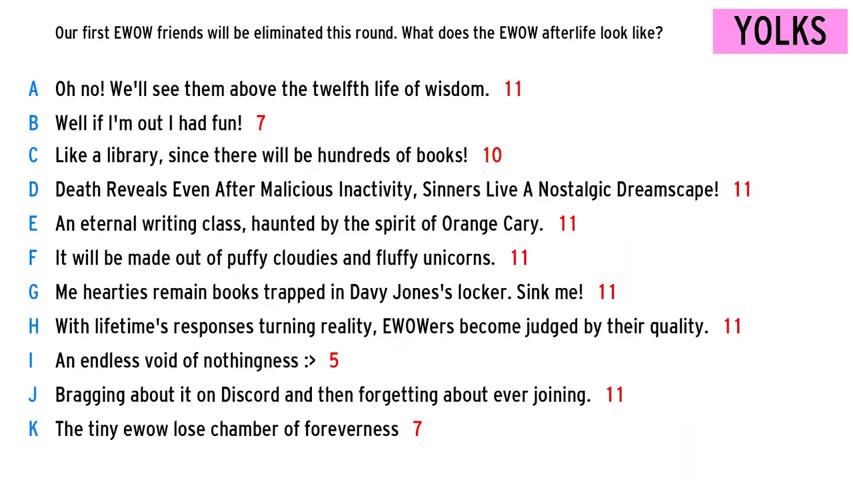 Our first EWOW friends will be eliminated this round. What does the EWOW afterlife look like?
YOLKS
A Oh no! We'll see them above the twelfth life of wisdom. 11
B Well if I'm out I had fun! 7
C Like a library, since there will be hundreds of books! 10
D Death Reveals Even After Malicious Inactivity, Sinners Live A Nostalgic Dreamscape! 11
E An eternal writing class, haunted by the spirit of Orange Cary. 11
F It will be made out of puffy cloudies and fluffy unicorns. 11
G Me hearties remain books trapped in Davy Jones's locker. Sink me! 11
H With lifetime's responses turning reality, EWOWers become judged by their quality. 11
I An endless void of nothingness :> 5
J Bragging about it on Discord and then forgetting about ever joining. 11
K The tiny ewow lose chamber of foreverness 7